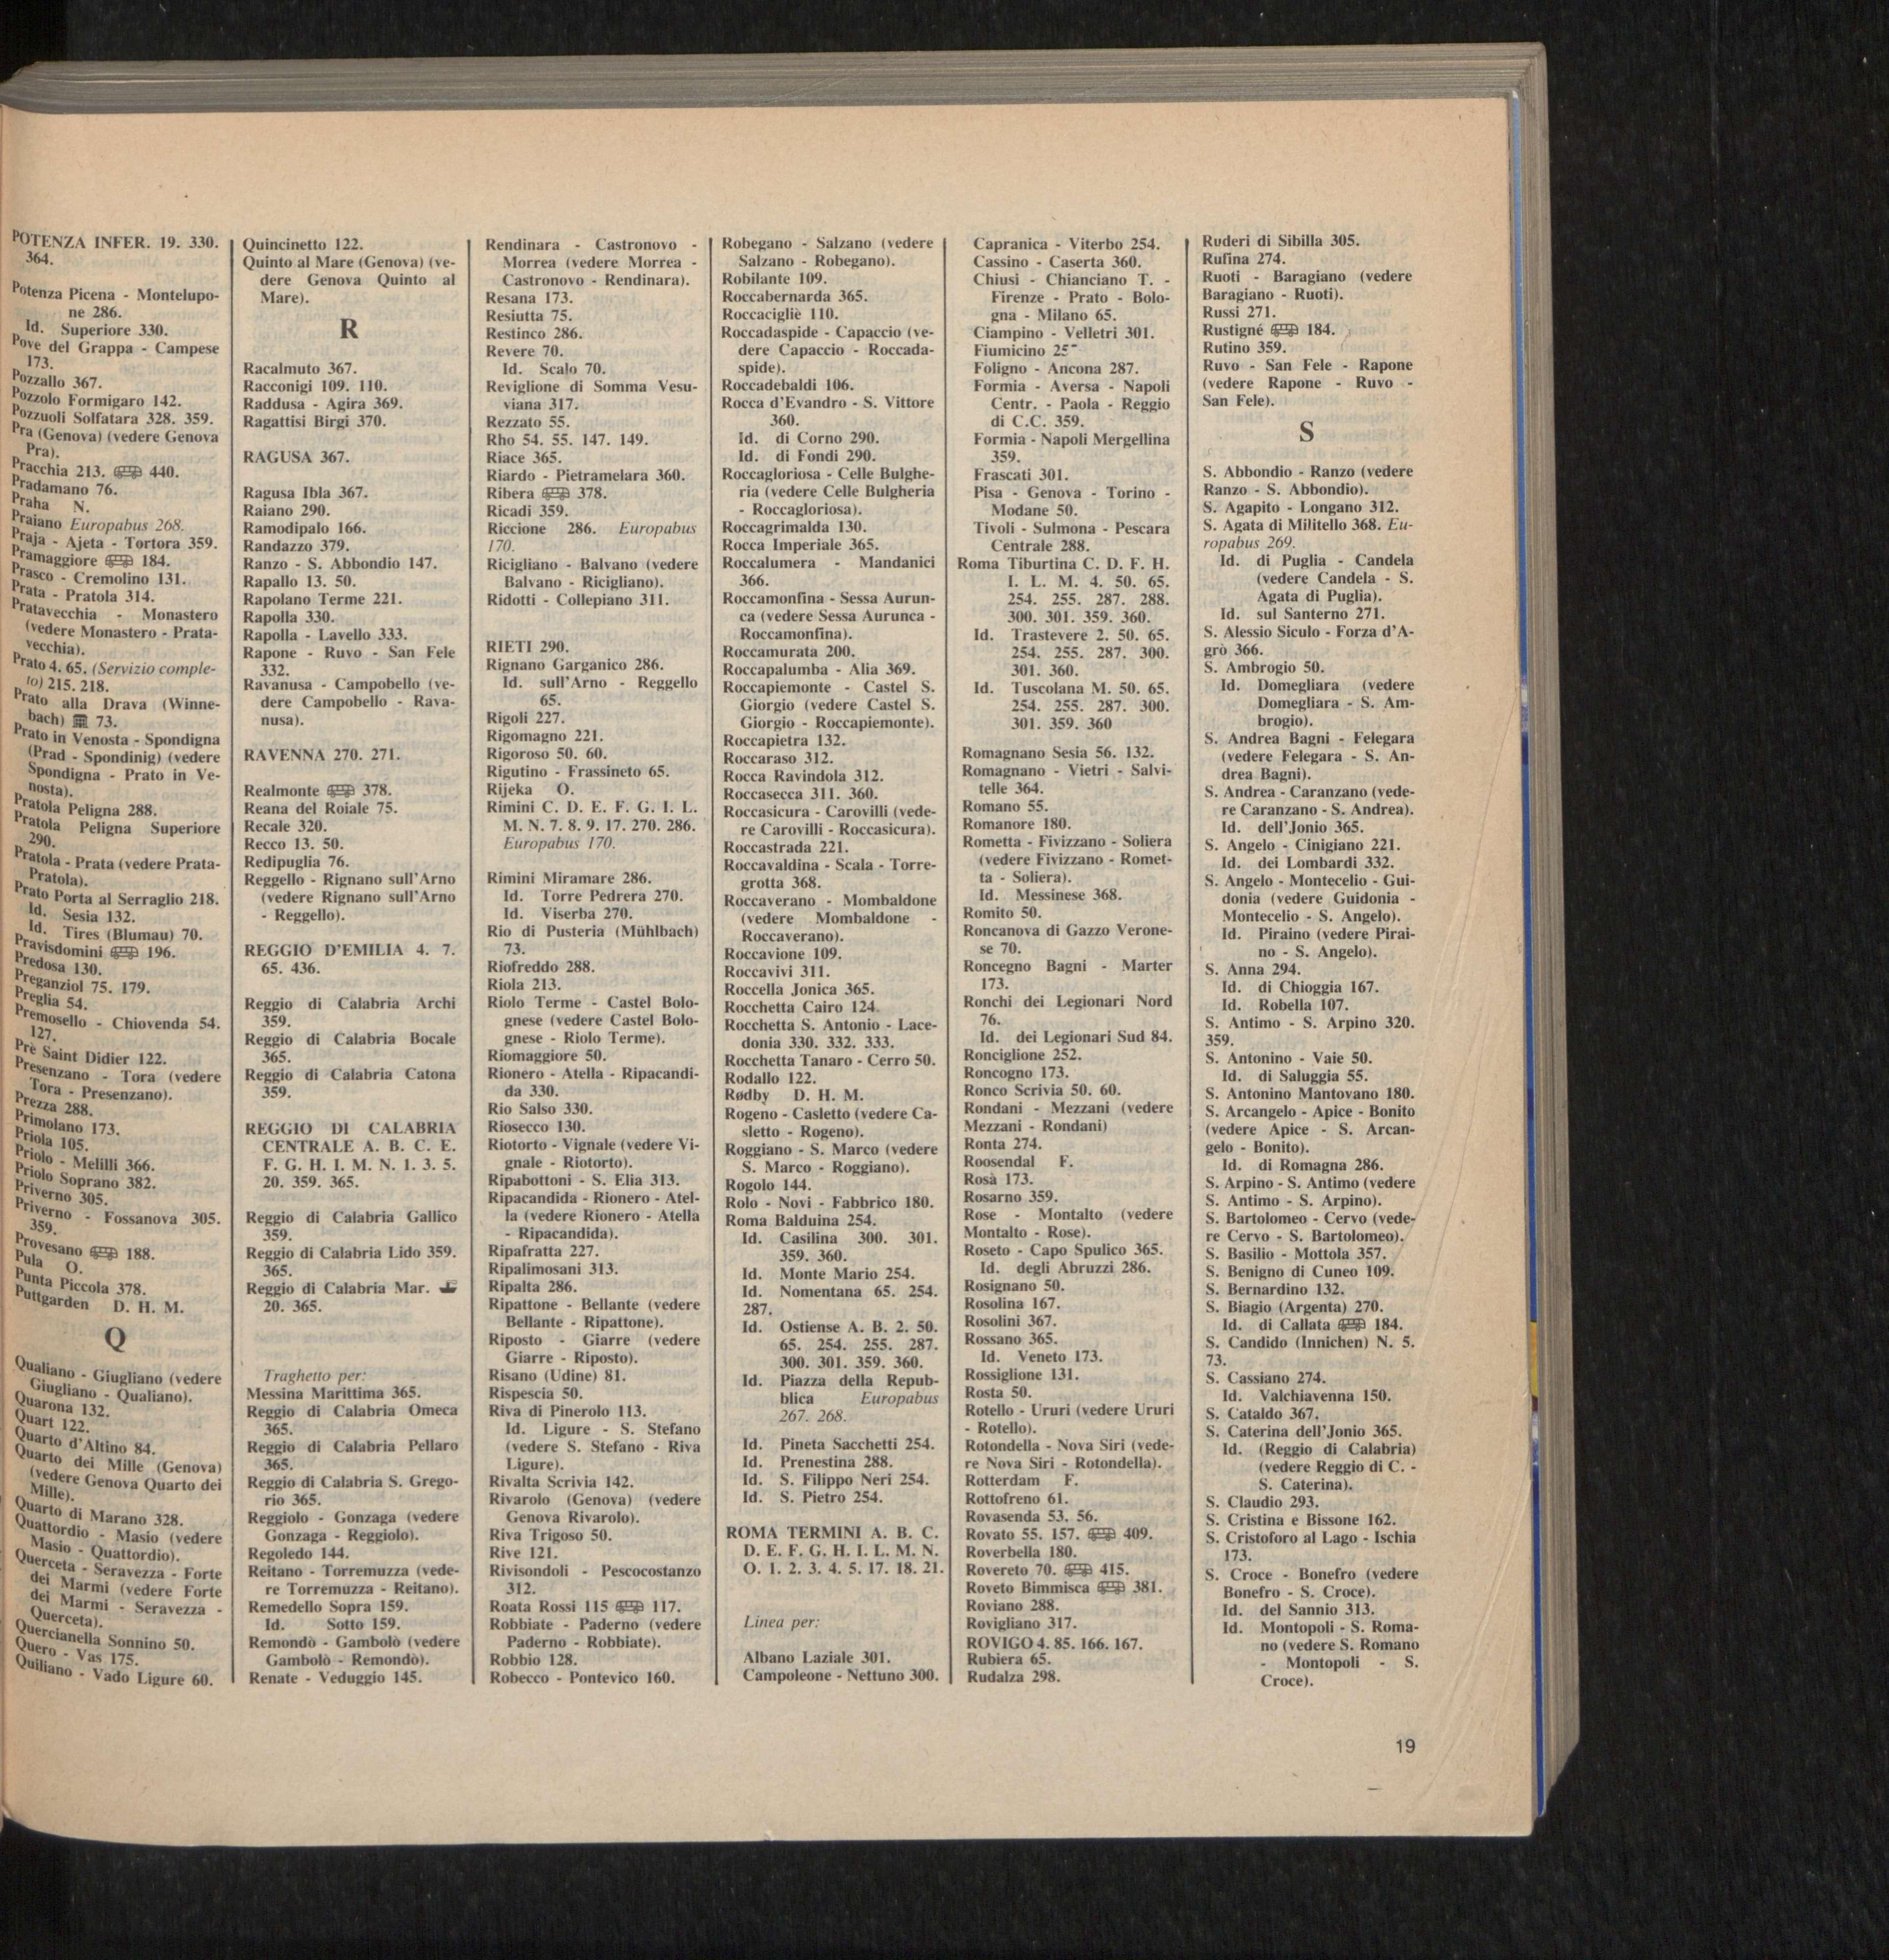 POTENZA INFER. 19. 330.
364.
Potenza Picena - Montelupo-
ne 286.
Id. Superiore 330.
Pove del Grappa - Campese
173.
Pozzallo 367.
Pozzolo Formigaro 142.
Pozzuoli Solfatara 328. 359.
Pra (Genova) (vedere Genova
Pra).
Pracchia 213. 440.
Pradamano 76.
Praha N.
Praiano Europabus 268.
Praja - Ajeta - Tortora 359.
Pramaggiore 184.
Prasco - Cremolino 131.
Prata - Pratola 314.
Pratavecchia - Monastero
(vedere Monastero - Prata-
vecchia).
Prato 4. 65. (Servizio comple-
to) 215. 218.
Prato alla Drava (Winne-
bach) 73.
Prato in Venosta - Spondigna
(Prad - Spondinig) (vedere
Spondigna - Prato in Ve-
nosta).
Pratola Peligna 288.
Pratola Peligna Superiore
290.
Pratola - Prata (vedere Prata-
Pratola).
Prato Porta al Serraglio 218.
Id. Sesia 132.
Id. Tires (Blumau) 70.
Pravisdomini 196.
Predosa 130.
Preganziol 75. 179.
Preglia 54.
Premosello - Chiovenda 54.
127.
Prè Saint Didier 122.
Presenzano - Tora (vedere
Tora - Presenzano).
Prezza 288.
Primolano 173.
Priola 105.
Priolo - Melilli 366.
Priolo Soprano 382.
Priverno 305.
Priverno - Fossanova 305.
359.
Provesano 188.
Pula O.
Punta Piccola 378.
Puttgarden D. H. M.
Q
Qualiano - Giugliano (vedere
Giugliano - Qualiano).
Quarona 132.
Quart 122.
Quarto d'Altino 84.
Quarto dei Mille (Genova)
(vedere Genova Quarto dei
Mille).
Quarto di Marano 328.
Quattordio - Masio (vedere
Masio - Quattordio).
Querceta - Seravezza - Forte
dei Marmi (vedere Forte
dei Marmi - Seravezza -
Querceta).
Quercianella Sonnino 50.
Quero - Vas 175.
Quiliano - Vado Ligure 60.
Quincinetto 122.
Quinto al Mare (Genova) (ve-
dere Genova Quinto al
Mare).
R
Racalmuto 367.
Racconigi 109. 110.
Raddusa - Agira 369.
Ragattisi Birgi 370.
RAGUSA 367.
Ragusa Ibla 367.
Raiano 290.
Ramodipalo 166.
Randazzo 379.
Ranzo - S. Abbondio 147.
Rapallo 13. 50.
Rapolano Terme 221.
Rapolla 330.
Rapolla - Lavello 333.
Rapone - Ruvo - San Fele
332.
Ravanusa - Campobello (ve-
dere Campobello - Rava-
nusa).
RAVENNA 270. 271.
Realmonte 378.
Reana del Roiale 75.
Recale 320.
Recco 13. 50.
Redipuglia 76.
Reggello - Rignano sull'Arno
(vedere Rignano sull'Arno
- Reggello).
REGGIO D'EMILIA 4. 7.
65. 436.
Reggio di Calabria Archi
359.
Reggio di Calabria Bocale
365.
Reggio di Calabria Catona
359.
REGGIO DI CALABRIA
CENTRALE A. B. C. E.
F. G. H. I. M. N. 1. 3. 5.
20. 359. 365.
Reggio di Calabria Gallico
359.
Reggio di Calabria Lido 359.
365.
Reggio di Calabria Mar.
20. 365.
Traghetto per:
Messina Marittima 365.
Reggio di Calabria Omeca
365.
Reggio di Calabria Pellaro
365.
Reggio di Calabria S. Grego-
rio 365.
Reggiolo - Gonzaga (vedere
Gonzaga - Reggiolo).
Regoledo 144.
Reitano - Torremuzza (vede-
re Torremuzza - Reitano).
Remedello Sopra 159.
Id. Sotto 159.
Remondò - Gambolò (vedere
Gambolò - Remondò).
Renate - Veduggio 145.
Rendinara - Castronovo -
Morrea (vedere Morrea -
Castronovo - Rendinara).
Resana 173.
Resiutta 75.
Restinco 286.
Revere 70.
Id. Scalo 70.
Reviglione di Somma Vesu-
viana 317.
Rezzato 55.
Rho 54. 55. 147. 149.
Riace 365.
Riardo - Pietramelara 360.
Ribera 378.
Ricadi 359.
Riccione 286. Europabus
170.
Ricigliano - Balvano (vedere
Balvano - Ricigliano).
Ridotti - Collepiano 311.
RIETI 290.
Rignano Garganico 286.
Id. sull'Arno - Reggello
65.
Rigoli 227.
Rigomagno 221.
Rigoroso 50. 60.
Rigutino - Frassineto 65.
Rijeka O.
Rimini C. D. E. F. G. I. L.
M. N. 7. 8. 9. 17. 270. 286.
Europabus 170.
Rimini Miramare 286.
Id. Torre Pedrera 270.
Id. Viserba 270.
Rio di Pusteria (Mühlbach)
73.
Riofreddo 288.
Riola 213.
Riolo Terme - Castel Bolo-
gnese (vedere Castel Bolo-
gnese - Riolo Terme).
Riomaggiore 50.
Rionero - Atella - Ripacandi-
da 330.
Rio Salso 330.
Riosecco 130.
Riotorto - Vignale (vedere Vi-
gnale - Riotorto).
Ripabottoni - S. Elia 313.
Ripacandida - Rionero - Atel-
la (vedere Rionero - Atella
- Ripacandida).
Ripafratta 227.
Ripalimosani 313.
Ripalta 286.
Ripattone - Bellante (vedere
Bellante - Ripattone).
Riposto - Giarre (vedere
Giarre - Riposto).
Risano (Udine) 81.
Rispescia 50.
Riva di Pinerolo 113.
Id. Ligure - S. Stefano
(vedere S. Stefano - Riva
Ligure).
Rivalta Scrivia 142.
Rivarolo (Genova) (vedere
Genova Rivarolo).
Riva Trigoso 50.
Rive 121.
Rivisondoli - Pescocostanzo
312.
Roata Rossi 115 117.
Robbiate - Paderno (vedere
Paderno - Robbiate).
Robbio 128.
Robecco - Pontevico 160.
Robegano - Salzano (vedere
Salzano - Robegano).
Robilante 109.
Roccabernarda 365.
Roccacigliè 110.
Roccadaspide - Capaccio (ve-
dere Capaccio - Roccada-
spide).
Roccadebaldi 106.
Rocca d'Evandro - S. Vittore
360.
Id. di Corno 290.
Id. di Fondi 290.
Roccagloriosa - Celle Bulghe-
ria (vedere Celle Bulgheria
- Roccagloriosa).
Roccagrimalda 130.
Rocca Imperiale 365.
Roccalumera - Mandanici
366.
Roccamonfina - Sessa Aurun-
ca (vedere Sessa Aurunca -
Roccamonfina).
Roccamurata 200.
Roccapalumba - Alia 369.
Roccapiemonte - Castel S.
Giorgio (vedere Castel S.
Giorgio - Roccapiemonte).
Roccapietra 132.
Roccaraso 312.
Rocca Ravindola 312.
Roccasecca 311. 360.
Roccasicura - Carovilli (vede-
re Carovilli - Roccasicura).
Roccastrada 221.
Roccavaldina - Scala - Torre-
grotta 368.
Roccaverano - Mombaldone
(vedere Mombaldone -
Roccaverano).
Roccavione 109.
Roccavivi 311.
Roccella Jonica 365.
Rocchetta Cairo 124.
Rocchetta S. Antonio - Lace-
donia 330. 332. 333.
Rocchetta Tanaro - Cerro 50.
Rodallo 122.
Rødby D. H. M.
Rogeno - Casletto (vedere Ca-
sletto - Rogeno).
Roggiano - S. Marco (vedere
S. Marco - Roggiano).
Rogolo 144.
Rolo - Novi - Fabbrico 180.
Roma Balduina 254.
Id. Casilina 300. 301.
359. 360.
Id. Monte Mario 254.
Id. Nomentana 65. 254.
287.
Id. Ostiense A. B. 2. 50.
65. 254. 255. 287.
300. 301. 359. 360.
Id. Piazza della Repub-
blica Europabus
267. 268.
Id. Pineta Sacchetti 254.
Id. Prenestina 288.
Id. S. Filippo Neri 254.
Id. S. Pietro 254.
ROMA TERMINI A. B. C.
D. E. F. G. H. I. L. M. N.
O. 1. 2. 3. 4. 5. 17. 18. 21.
Linea per:
Albano Laziale 301.
Campoleone - Nettuno 300.
Capranica - Viterbo 254.
Cassino - Caserta 360.
Chiusi - Chianciano T. -
Firenze - Prato - Bolo-
gna - Milano 65.
Ciampino - Velletri 301.
Fiumicino
Foligno - Ancona 287.
Formia - Aversa - Napoli
Centr. - Paola - Reggio
di C.C. 359.
Formia - Napoli Mergellina
359.
Frascati 301.
Pisa - Genova - Torino -
Modane 50.
Tivoli - Sulmona - Pescara
Centrale 288.
Roma Tiburtina C. D. F. H.
I. L. M. 4. 50. 65.
254. 255. 287. 288.
300. 301. 359. 360.
Id. Trastevere 2. 50. 65.
254. 255. 287. 300.
301. 360.
Id. Tuscolana M. 50. 65.
254. 255. 287. 300.
301. 359. 360
Romagnano Sesia 56. 132.
Romagnano - Vietri - Salvi-
telle 364.
Romano 55.
Romanore 180.
Rometta - Fivizzano - Soliera
(vedere Fivizzano - Romet-
ta - Soliera).
Id. Messinese 368.
Romito 50.
Roncanova di Gazzo Verone-
se 70.
Roncegno Bagni - Marter
173.
Ronchi dei Legionari Nord
76.
Id. dei Legionari Sud 84.
Ronciglione 252.
Roncogno 173.
Ronco Scrivia 50. 60.
Rondani - Mezzani (vedere
Mezzani - Rondani)
Ronta 274.
Roosendal F.
Rosà 173.
Rosarno 359.
Rose - Montalto (vedere
Montalto - Rose).
Roseto - Capo Spulico 365.
Id. degli Abruzzi 286.
Rosignano 50.
Rosolina 167.
Rosolini 367.
Rossano 365.
Id. Veneto 173.
Rossiglione 131.
Rosta 50.
Rotello - Ururi (vedere Ururi
- Rotello).
Rotondella - Nova Siri (vede-
re Nova Siri - Rotondella).
Rotterdam F.
Rottofreno 61.
Rovasenda 53. 56.
Rovato 55. 157. 409.
Roverbella 180.
Rovereto 70. 415.
Roveto Bimmisca 381.
Roviano 288.
Rovigliano 317.
ROVIGO 4. 85. 166. 167.
Rubiera 65.
Rudalza 298.
Ruderi di Sibilla 305.
Rufina 274.
Ruoti - Baragiano (vedere
Baragiano - Ruoti).
Russi 271.
Rustigné 184.
Rutino 359.
Ruvo - San Fele - Rapone
(vedere Rapone - Ruvo -
San Fele).
S
S. Abbondio - Ranzo (vedere
Ranzo - S. Abbondio).
S. Agapito - Longano 312.
S. Agata di Militello 368. Eu-
ropabus 269.
Id. di Puglia - Candela
(vedere Candela - S.
Agata di Puglia).
Id. sul Santerno 271.
S. Alessio Siculo - Forza d'A-
grò 366.
S. Ambrogio 50.
Id. Domegliara (vedere
Domegliara - S. Am-
brogio).
S. Andrea Bagni - Felegara
(vedere Felegara - S. An-
drea Bagni).
S. Andrea - Caranzano (vede-
re Caranzano - S. Andrea).
Id. dell'Jonio 365.
S. Angelo - Cinigiano 221.
Id. dei Lombardi 332.
S. Angelo - Montecelio - Gui-
donia (vedere Guidonia -
Montecelio - S. Angelo).
Id. Piraino (vedere Pirai-
no - S. Angelo).
S. Anna 294.
Id. di Chioggia 167.
Id. Robella 107.
S. Antimo - S. Arpino 320.
359.
S. Antonino - Vaie 50.
Id. di Saluggia 55.
S. Antonino Mantovano 180.
S. Arcangelo - Apice - Bonito
(vedere Apice - S. Arcan-
gelo - Bonito).
Id. di Romagna 286.
S. Arpino - S. Antimo (vedere
S. Antimo - S. Arpino).
S. Bartolomeo - Cervo (vede-
re Cervo - S. Bartolomeo).
S. Basilio - Mottola 357.
S. Benigno di Cuneo 109.
S. Bernardino 132.
S. Biagio (Argenta) 270.
Id. di Callata 184.
S. Candido (Innichen) N. 5.
73.
S. Cassiano 274.
Id. Valchiavenna 150.
S. Cataldo 367.
S. Caterina dell'Jonio 365.
Id. (Reggio di Calabria)
(vedere Reggio di C. -
S. Caterina).
S. Claudio 293.
S. Cristina e Bissone 162.
S. Cristoforo al Lago - Ischia
173.
S. Croce - Bonefro (vedere
Bonefro - S. Croce).
Id. del Sannio 313.
Id. Montopoli - S. Roma-
no (vedere S. Romano
- Montopoli - S.
Croce).
19